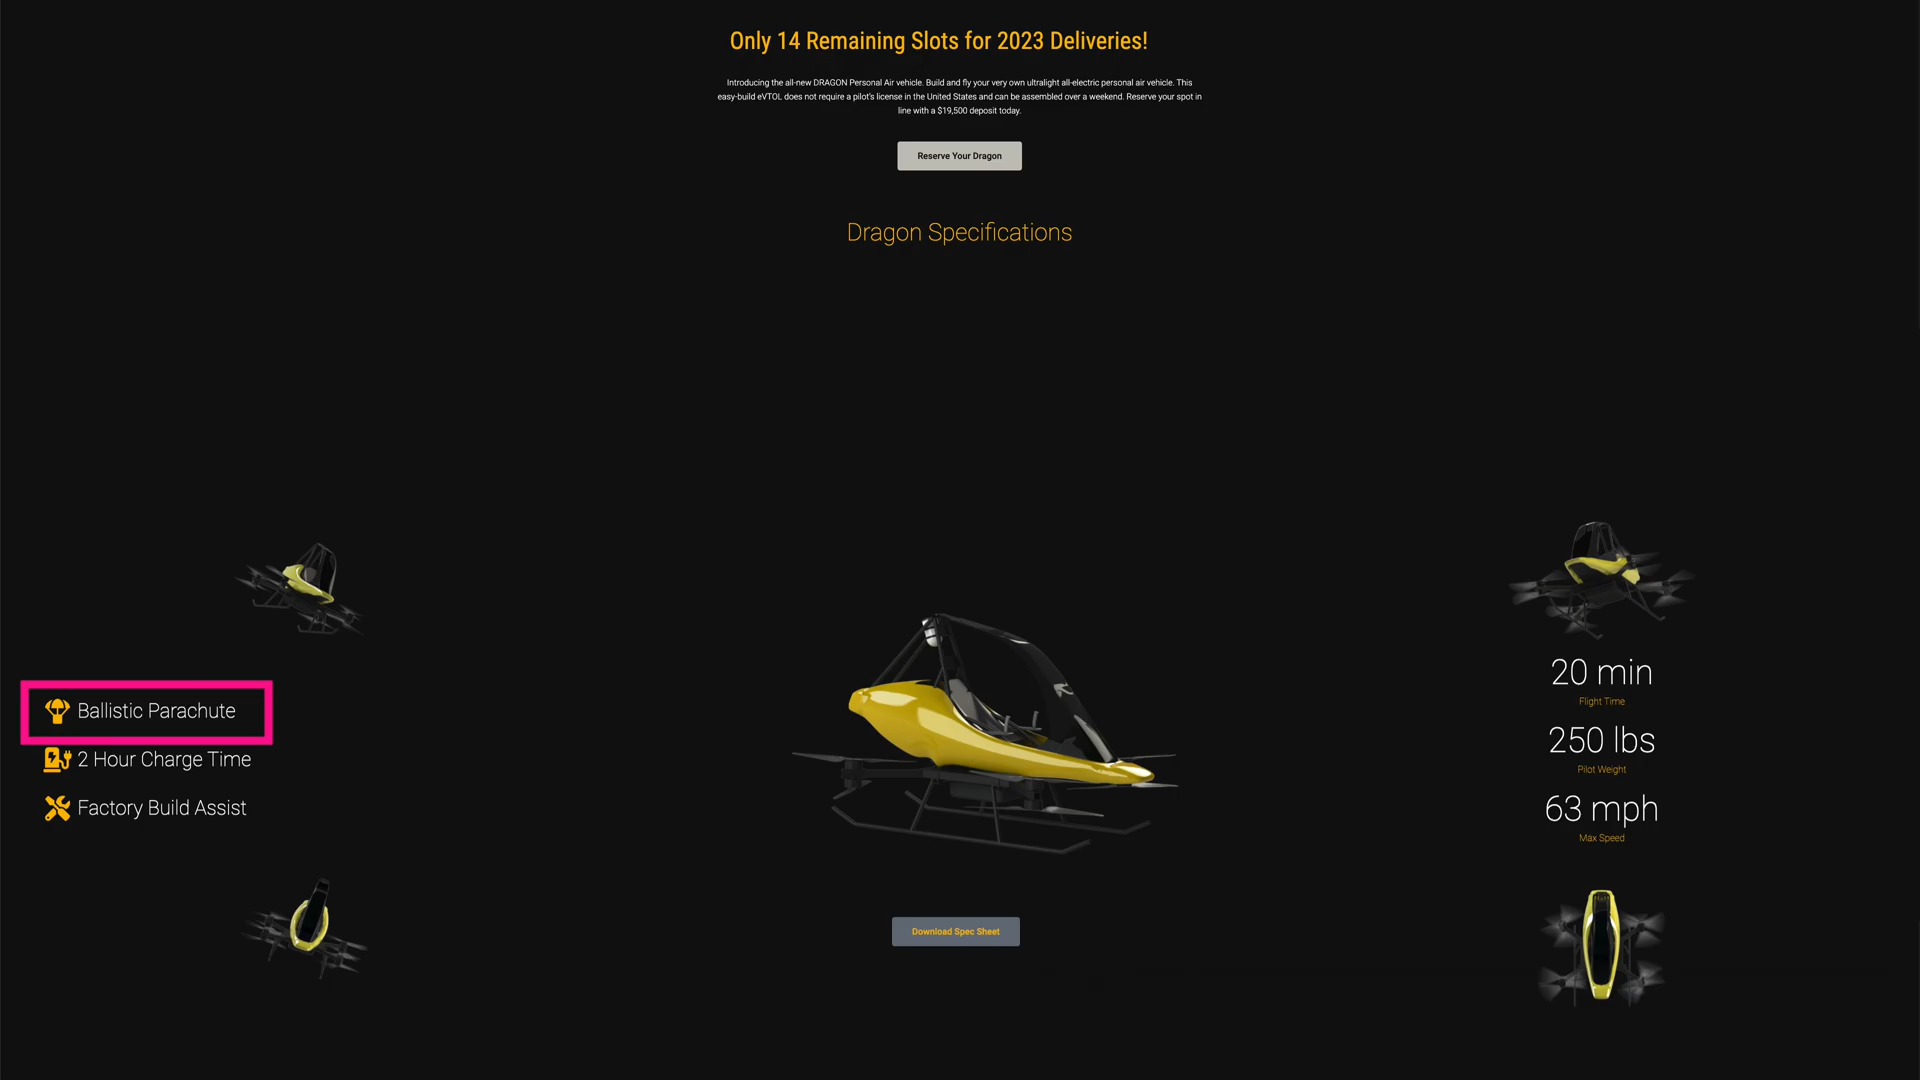 Only 14 Remaining Slots for 2023 Deliveries!
Introducing the all-new DRAGON Personal Air vehicle. Build and fly your very own ultralight all-electric personal air vehicle. This
easy-build eVTOL does not require a pilot's license in the United States and can be assembled over a weekend. Reserve your spot in
line with a $19,500 deposit today.
Reserve Your Dragon
Dragon Specifications
Ballistic Parachute
2 Hour Charge Time
Factory Build Assist
20 min
Flight Time
250 lbs
Pilot Weight
63 mph
Max Speed
Download Spec Sheet